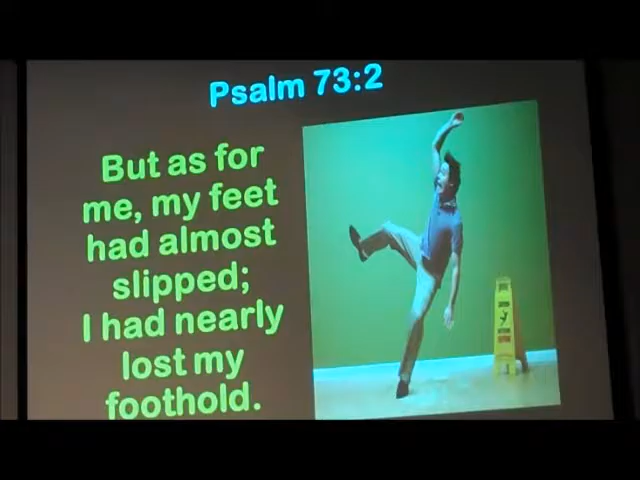 Psalm 73:2
But as for
me, my feet
had almost
slipped;
I had nearly
lost my
foothold.